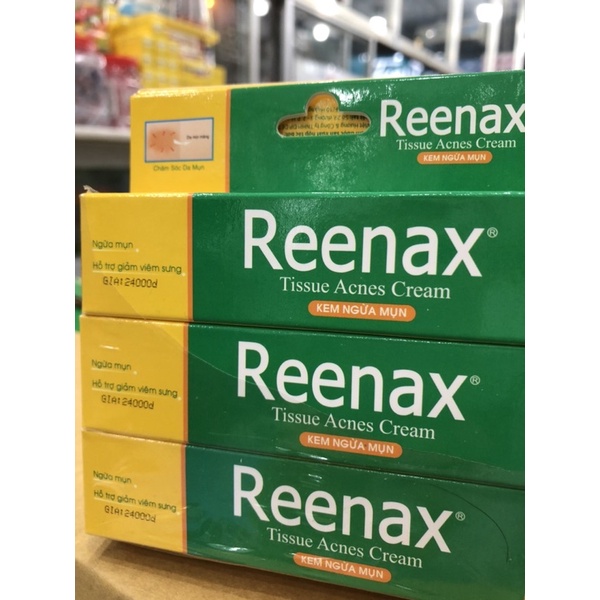 Reenax
Tissue Acnes Cream
KEM NGỪA MỤN
Chăm Sóc Da Mụn
Reenax®
Tissue Acnes Cream
KEM NGỪA MỤN
Ngừa mụn
Hỗ trợ giảm viêm sưng
GIA:24000đ
Reenax®
Tissue Acnes Cream
KEM NGỪA MỤN
Ngừa mụn
Hỗ trợ giảm viêm sưng
GIA:24000đ
Reenax®
Tissue Acnes Cream
KEM NGỪA MỤN
Ngừa mụn
Hỗ trợ giảm viêm sưng
GIA:24000đ